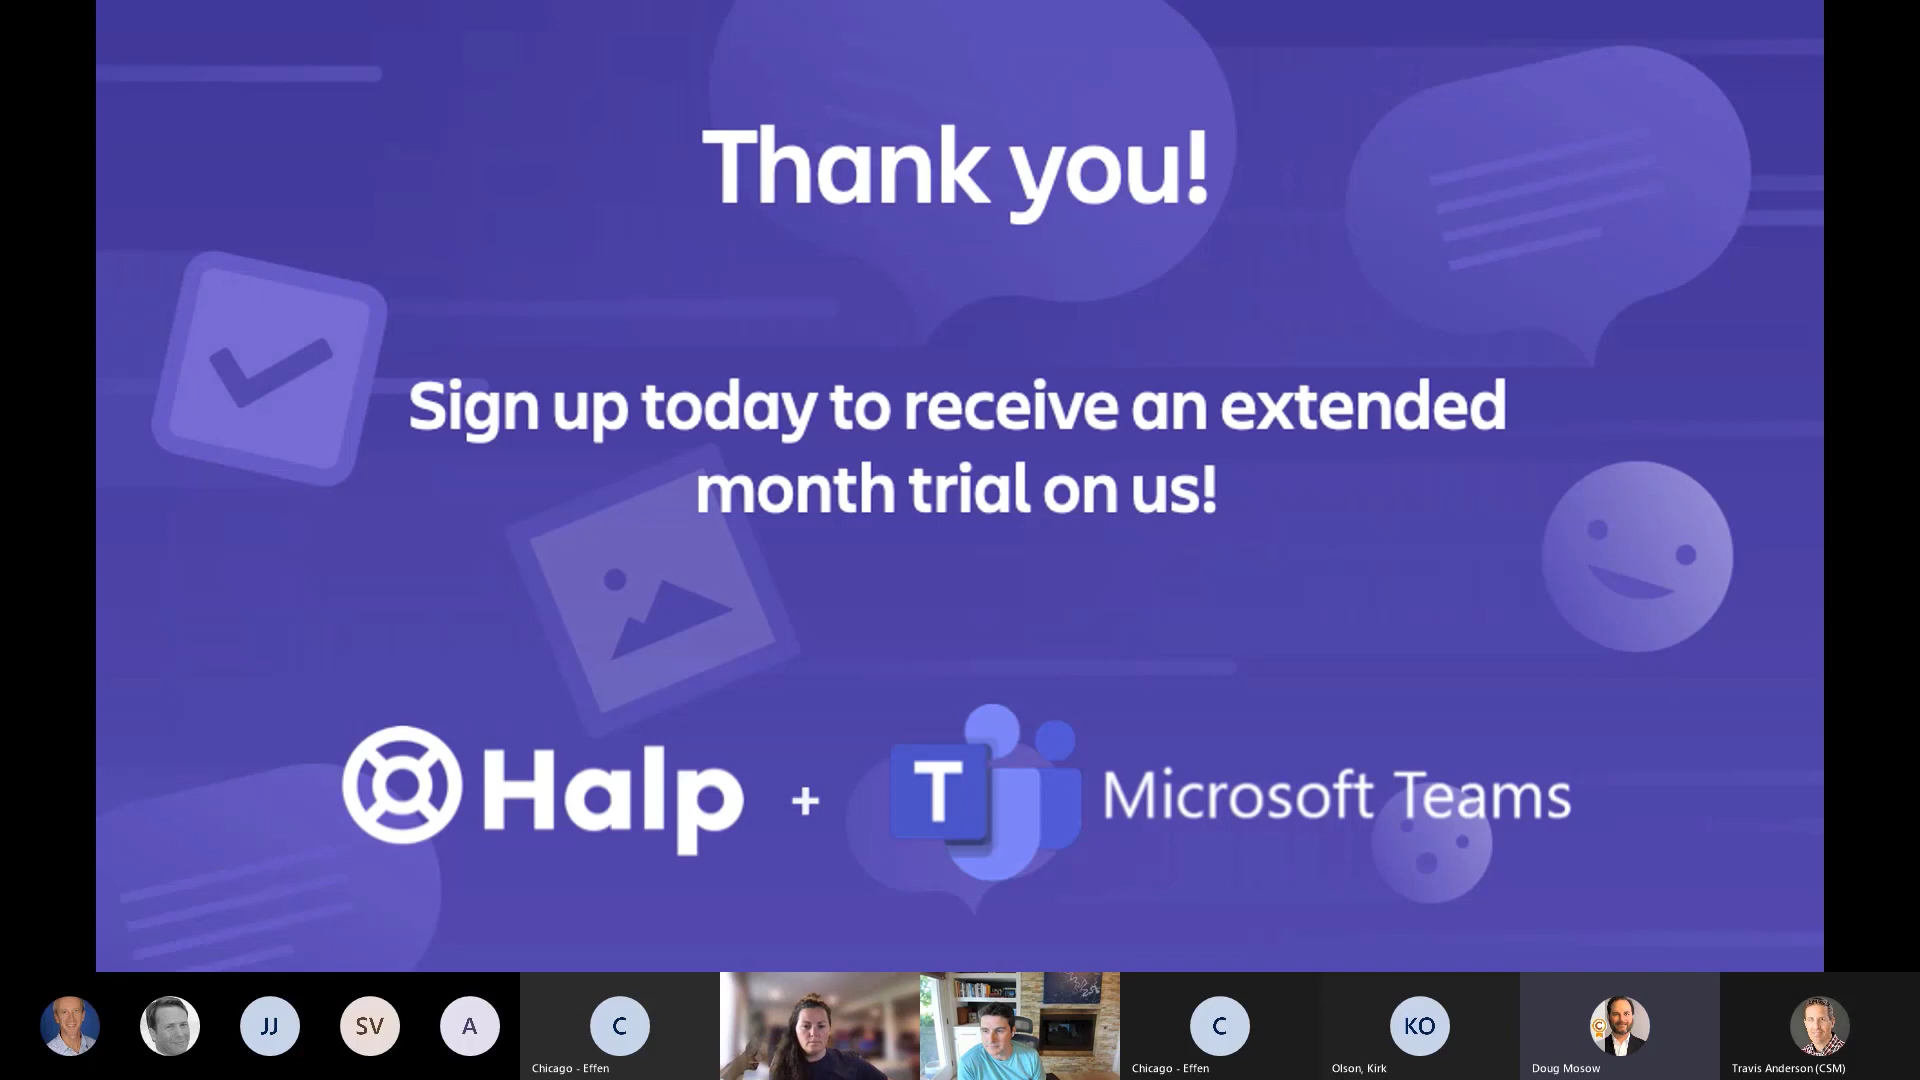 Thank you!
Sign up today to receive an extended
month trial on us!
Halp + T Microsoft Teams
JJ
SV
A
C
Chicago - Effen
C
Chicago - Effen
KO
Olson, Kirk
C
Doug Mosow
Travis Anderson (CSM)